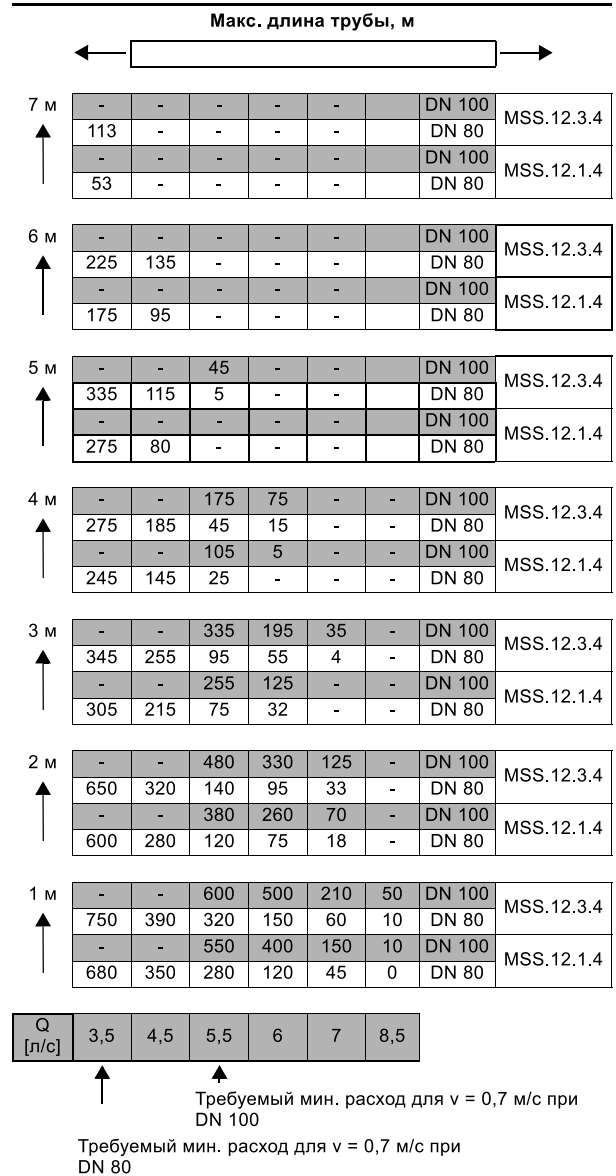 Макс. длина трубы, м
7 м - - - - - DN 100 MSS.12.3.4
113 - - - - DN 80
- - - - - DN 100 MSS.12.1.4
53 - - - - DN 80
6 м - - - - - DN 100 MSS.12.3.4
225 135 - - - DN 80
- - - - - DN 100 MSS.12.1.4
175 95 - - - DN 80
5 м - - 45 - - DN 100 MSS.12.3.4
335 115 5 - - DN 80
- - - - - DN 100 MSS.12.1.4
275 80 - - - DN 80
4 м - - 175 75 - - DN 100 MSS.12.3.4
275 185 45 15 - - DN 80
- - 105 5 - - DN 100 MSS.12.1.4
245 145 25 - - - DN 80
3 м - - 335 195 35 - DN 100 MSS.12.3.4
345 255 95 55 4 - DN 80
- - 255 125 - - DN 100 MSS.12.1.4
305 215 75 32 - - DN 80
2 м - - 480 330 125 - DN 100 MSS.12.3.4
650 320 140 95 33 - DN 80
- - 380 260 70 - DN 100 MSS.12.1.4
600 280 120 75 18 - DN 80
1 м - - 600 500 210 50 DN 100 MSS.12.3.4
750 390 320 150 60 10 DN 80
- - 550 400 150 10 DN 100 MSS.12.1.4
680 350 280 120 45 0 DN 80
Q [л/с] 3,5 4,5 5,5 6 7 8,5
Требуемый мин. расход для v = 0,7 м/с при
DN 100
Требуемый мин. расход для v = 0,7 м/с при
DN 80